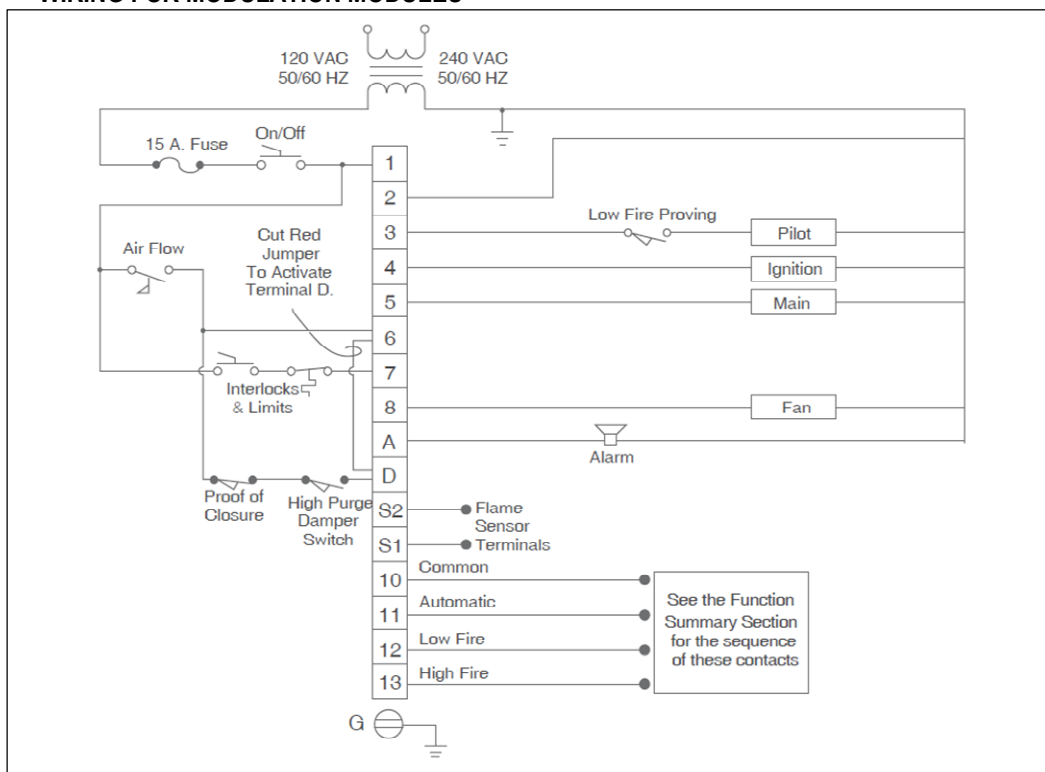 WIRING FOR MODULATION MODULES
120 VAC
50/60 HZ
240 VAC
50/60 HZ
15 A. Fuse
On/Off
1
2
3
4
5
6
7
8
A
D
S2
S1
10
11
12
13
G
Low Fire Proving
Pilot
Ignition
Main
Fan
Alarm
Air Flow
Cut Red
Jumper
To Activate
Terminal D.
Interlocks
& Limits
Proof of
Closure
High Purge
Damper
Switch
Flame
Sensor
Terminals
Common
Automatic
Low Fire
High Fire
See the Function
Summary Section
for the sequence
of these contacts